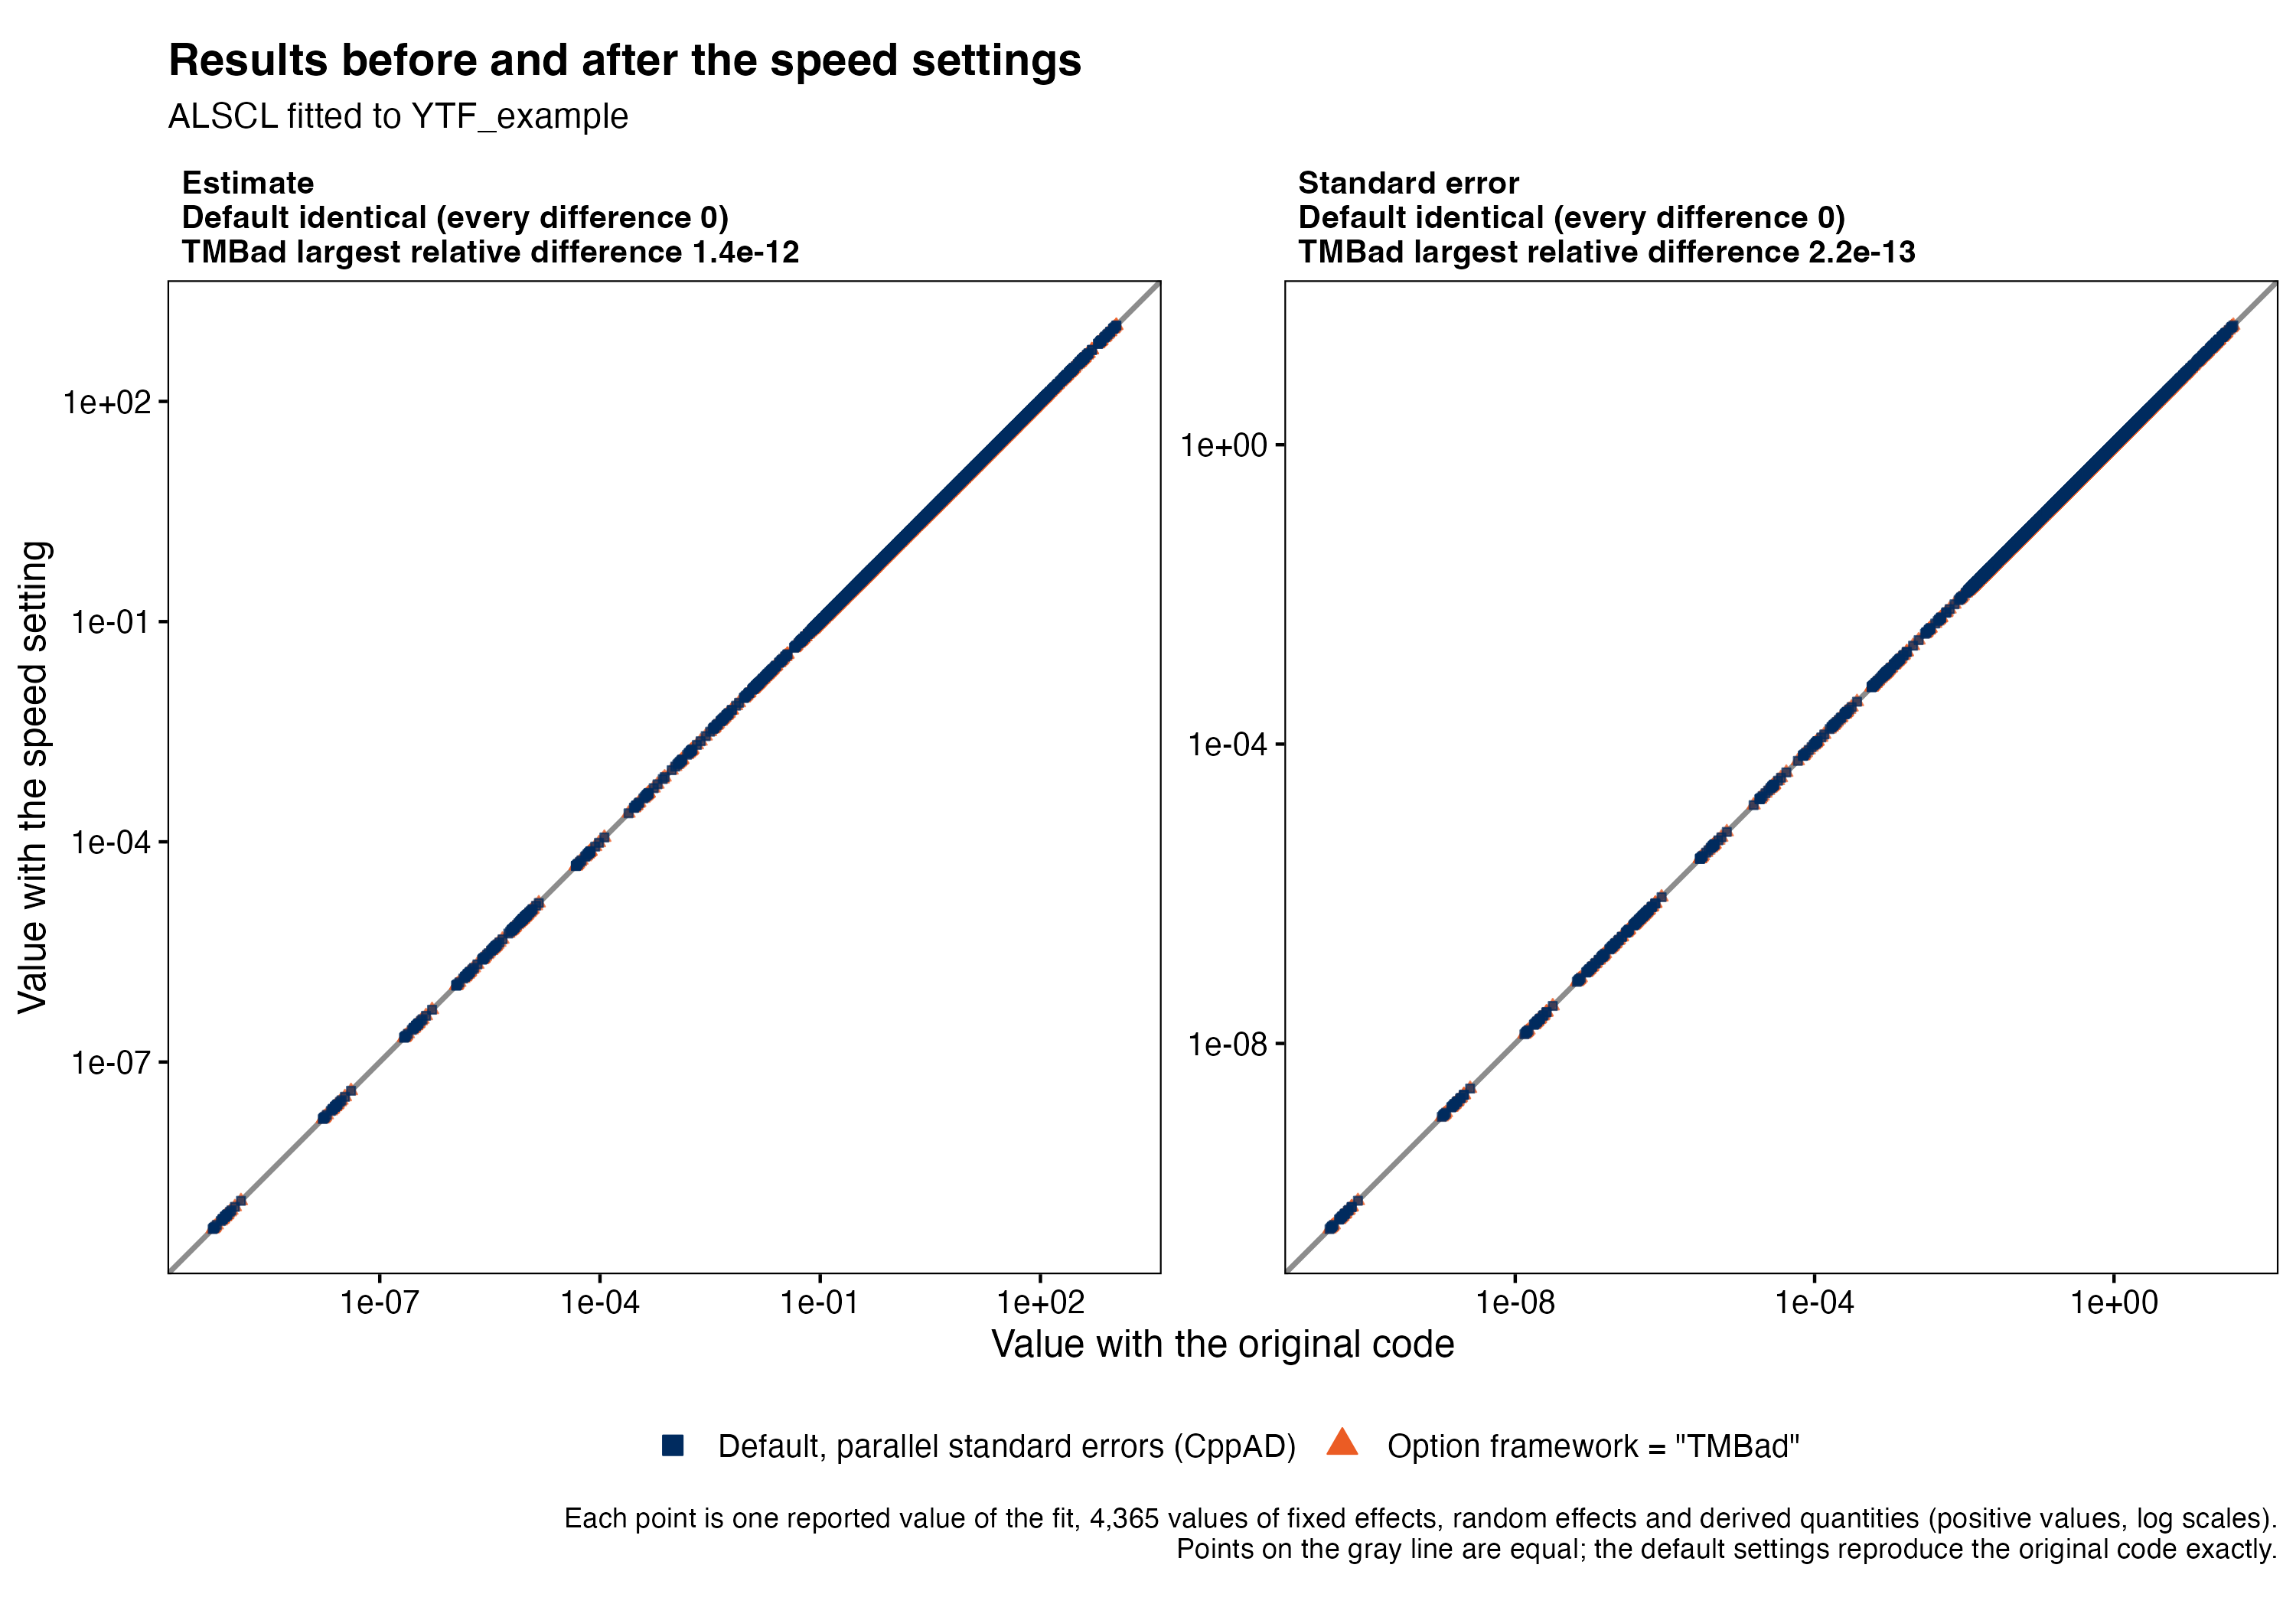 Results before and after the speed settings
ALSCL fitted to YTF_example
Estimate
Default identical (every difference 0)
TMBad largest relative difference 1.4e-12
Standard error
Default identical (every difference 0)
TMBad largest relative difference 2.2e-13
Value with the speed setting
1e+02
1e-01
1e-04
1e-07
1e+00
1e-04
1e-08
1e-07
1e-04
1e-01
1e+02
1e-08
1e-04
1e+00
Value with the original code
Default, parallel standard errors (CppAD)
Option framework = "TMBad"
Each point is one reported value of the fit, 4,365 values of fixed effects, random effects and derived quantities (positive values, log scales).
Points on the gray line are equal; the default settings reproduce the original code exactly.